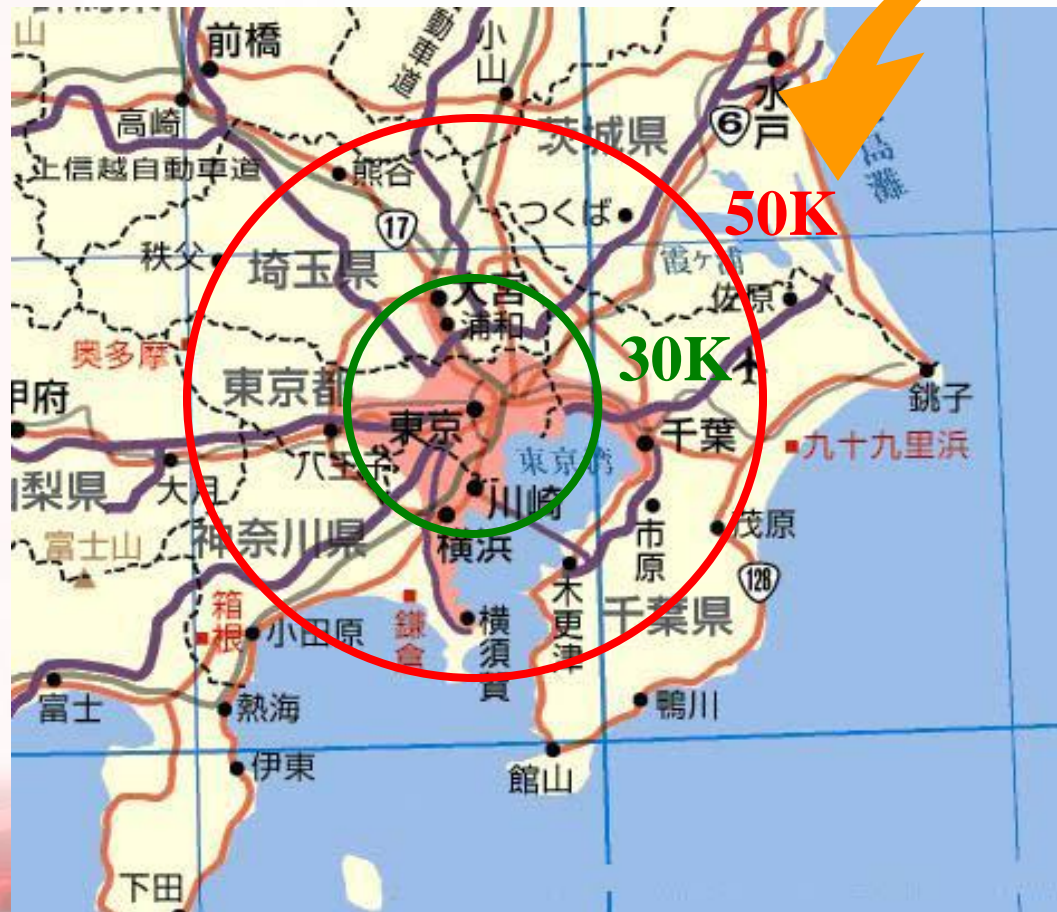 山
前橋
動車道
小山
水戸
高崎
茨城県
6
上信越自動車道
熊谷
50K
つくば
17
秩父
埼玉県
霞ヶ浦
大宮
佐原
浦和
奥多摩
30K
東京都
甲府
銚子
東京
千葉
九十九里浜
八王子
東京湾
大月
川崎
市原
茂原
神奈川県
富士山
横浜
木更津
128
千葉県
箱根
鎌倉
横須賀
小田原
富士
熱海
鴨川
伊東
館山
下田